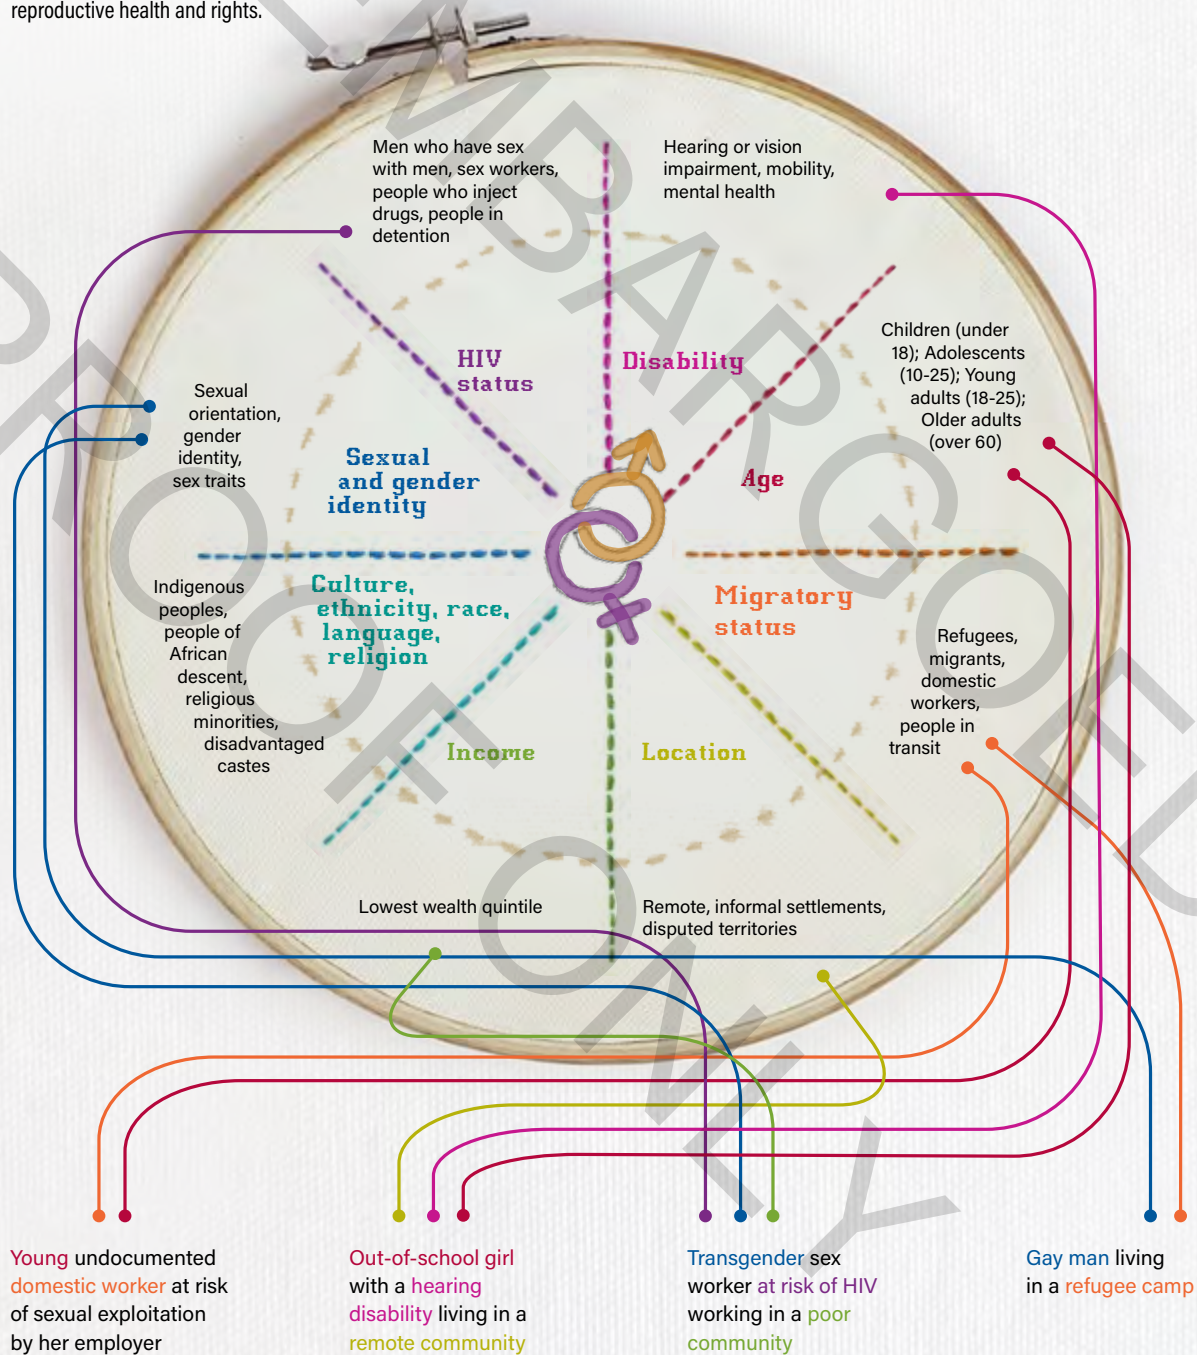 reproductive health and rights.
Men who have sex
with men, sex workers,
people who inject
drugs, people in
detention
Hearing or vision
impairment, mobility,
mental health
HIV
status
Disability
Children (under
18); Adolescents
(10-25); Young
adults (18-25);
Older adults
(over 60)
Sexual
orientation,
gender
identity,
sex traits
Sexual
and gender
identity
Age
Indigenous
peoples,
people of
African
descent,
religious
minorities,
disadvantaged
castes
Culture,
ethnicity, race,
language,
religion
Migratory
status
Refugees,
migrants,
domestic
workers,
people in
transit
Income
Location
Lowest wealth quintile
Remote, informal settlements,
disputed territories
Young undocumented
domestic worker at risk
of sexual exploitation
by her employer
Out-of-school girl
with a hearing
disability living in a
remote community
Transgender sex
worker at risk of HIV
working in a poor
community
Gay man living
in a refugee camp
EMBARGOED
PROOF ONLY